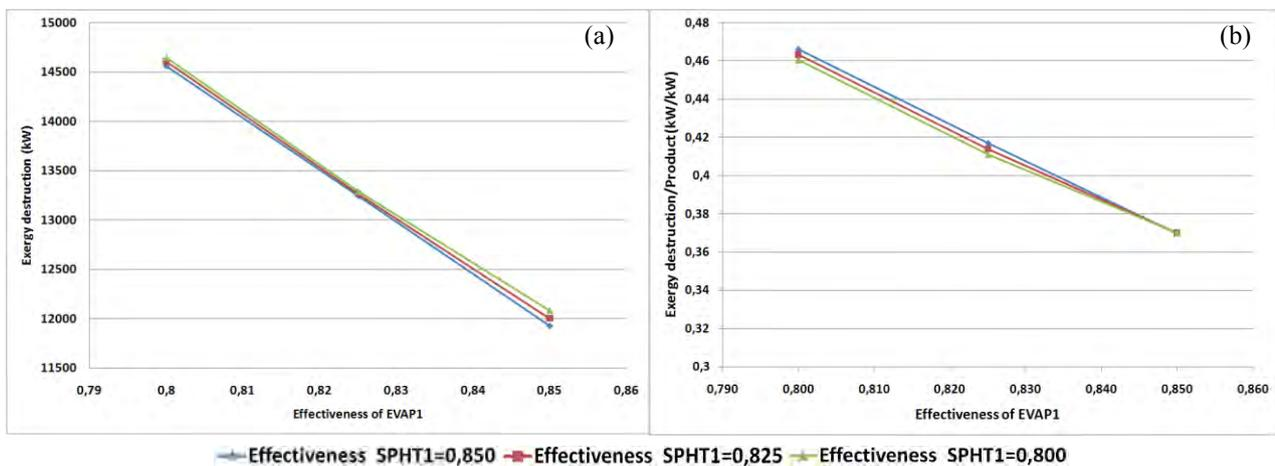 (a)
Exergy destruction (kW)
15000
14500
14000
13500
13000
12500
12000
11500
0,79 0,8 0,81 0,82 0,83 0,84 0,85 0,86
Effectiveness of EVAP1
(b)
Exergy destruction/Product (kW/kW)
0,48
0,46
0,44
0,42
0,4
0,38
0,36
0,34
0,32
0,3
0,790 0,800 0,810 0,820 0,830 0,840 0,850 0,860
Effectiveness of EVAP1
Effectiveness SPHT1=0,850 Effectiveness SPHT1=0,825 Effectiveness SPHT1=0,800